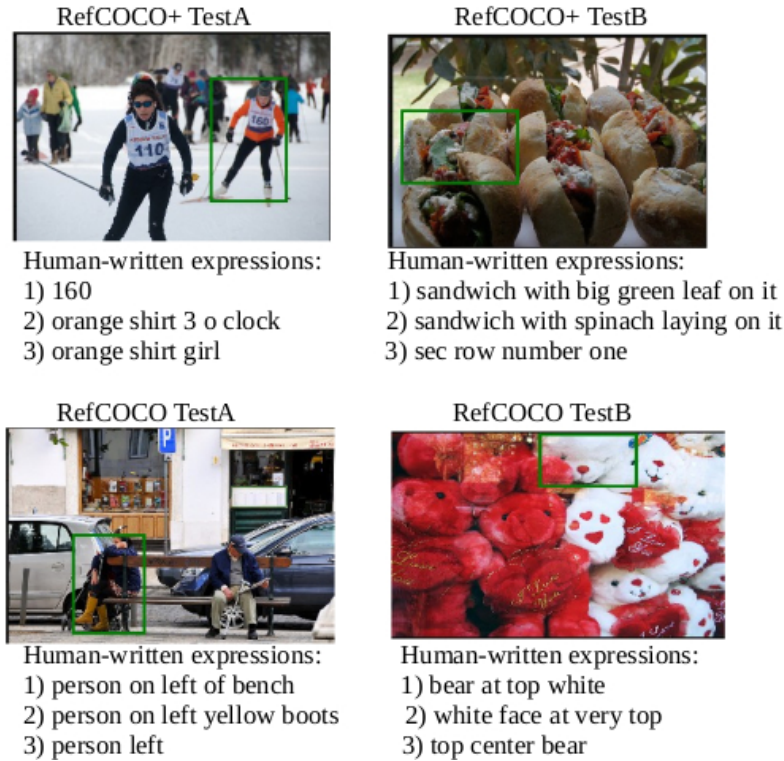 RefCOCO+ TestA
160
110
Human-written expressions:
1) 160
2) orange shirt 3 o clock
3) orange shirt girl
RefCOCO+ TestB
Human-written expressions:
1) sandwich with big green leaf on it
2) sandwich with spinach laying on it
3) sec row number one
RefCOCO TestA
P
Human-written expressions:
1) person on left of bench
2) person on left yellow boots
3) person left
RefCOCO TestB
Human-written expressions:
1) bear at top white
2) white face at very top
3) top center bear